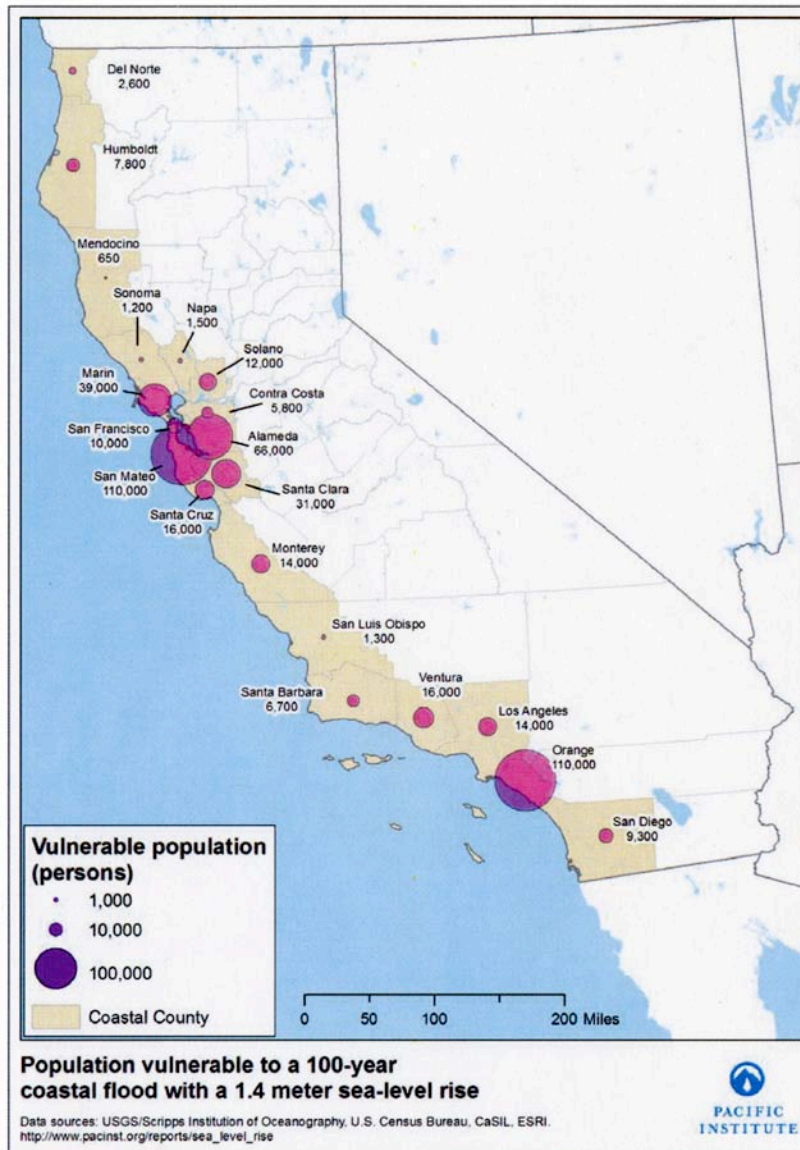 Del Norte
2,600
Humboldt
7,800
Mendocino
650
Sonoma
1,200
Napa
1,500
Solano
12,000
Marin
39,000
Contra Costa
5,800
San Francisco
10,000
Alameda
66,000
San Mateo
110,000
Santa Clara
31,000
Santa Cruz
16,000
Monterey
14,000
San Luis Obispo
1,300
Santa Barbara
6,700
Ventura
16,000
Los Angeles
14,000
Orange
110,000
San Diego
9,300
Vulnerable population
(persons)
1,000
10,000
100,000
Coastal County
0 50 100 200 Miles
Population vulnerable to a 100-year
coastal flood with a 1.4 meter sea-level rise
Data sources: USGS/Scripps Institution of Oceanography, U.S. Census Bureau, CaSIL, ESRI.
http://www.pacinst.org/reports/sea_level_rise
PACIFIC
INSTITUTE